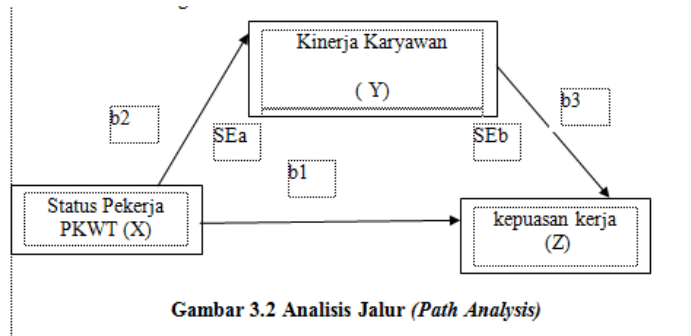 Kinerja Karyawan
( Y)
b2
b3
SEa
SEb
b1
Status Pekerja
PKWT (X)
kepuasan kerja
(Z)
Gambar 3.2 Analisis Jalur (Path Analysis)